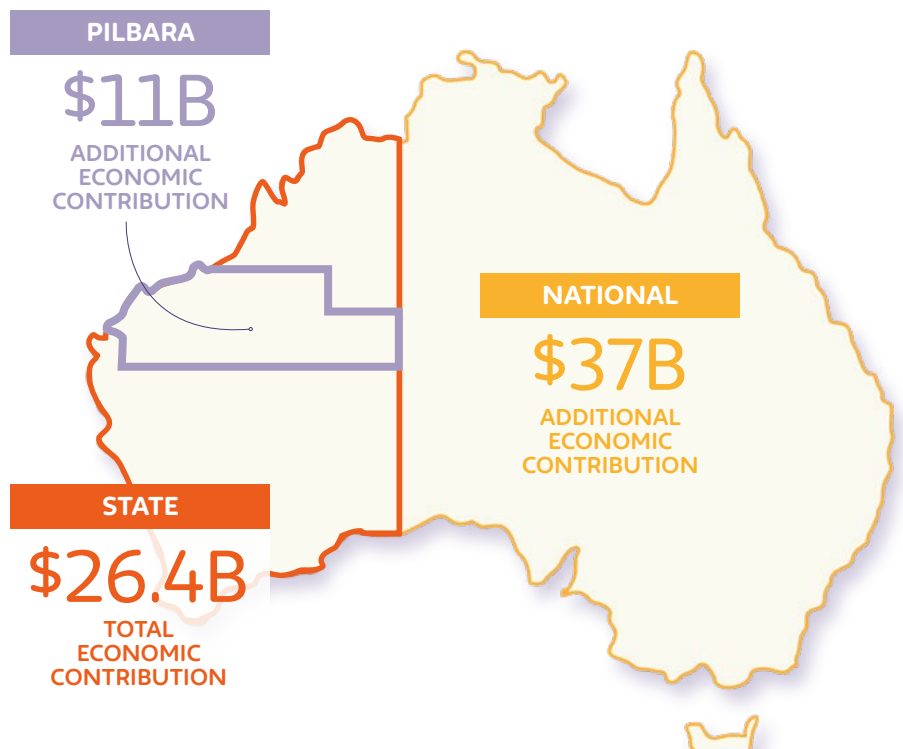 PILBARA
$11B
ADDITIONAL
ECONOMIC
CONTRIBUTION
NATIONAL
$37B
ADDITIONAL
ECONOMIC
CONTRIBUTION
STATE
$26.4B
TOTAL
ECONOMIC
CONTRIBUTION